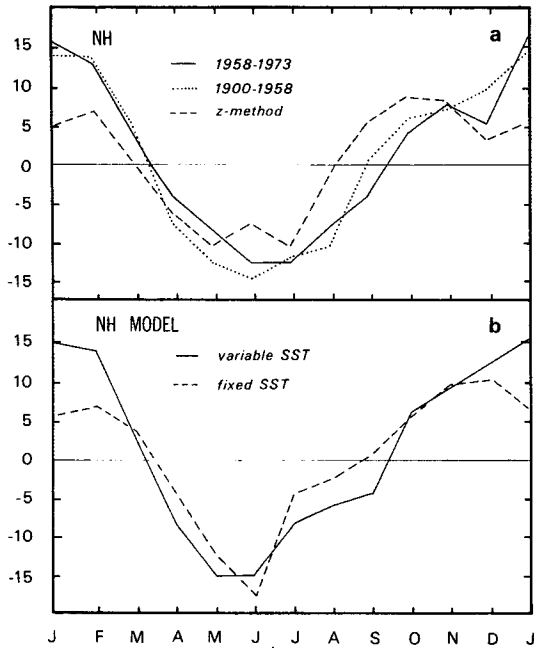 NH
a
1958-1973
1900-1958
z-method
15
10
5
0
-5
-10
-15
NH MODEL
b
variable SST
fixed SST
15
10
5
0
-5
-10
-15
J F M A M J J A S O N D J